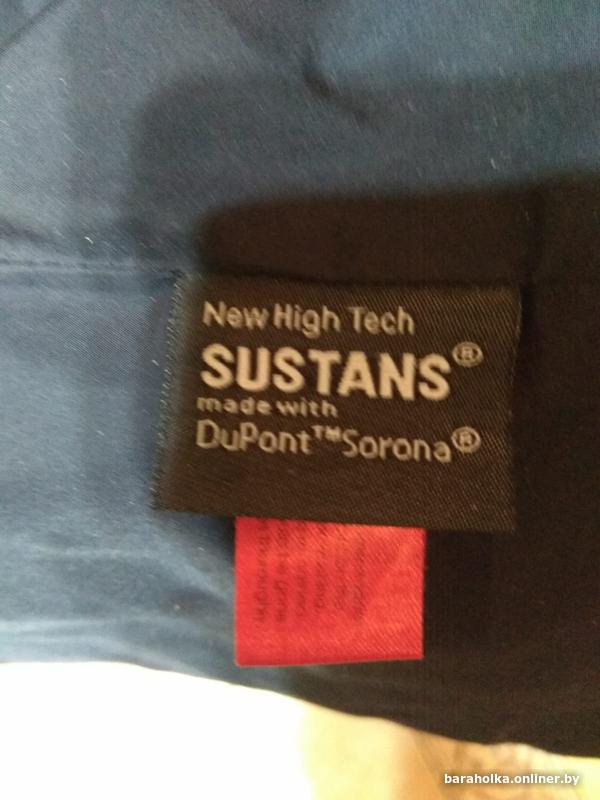 New High Tech
SUSTANS®
made with
DuPont™Sorona®
baraholka.onliner.by